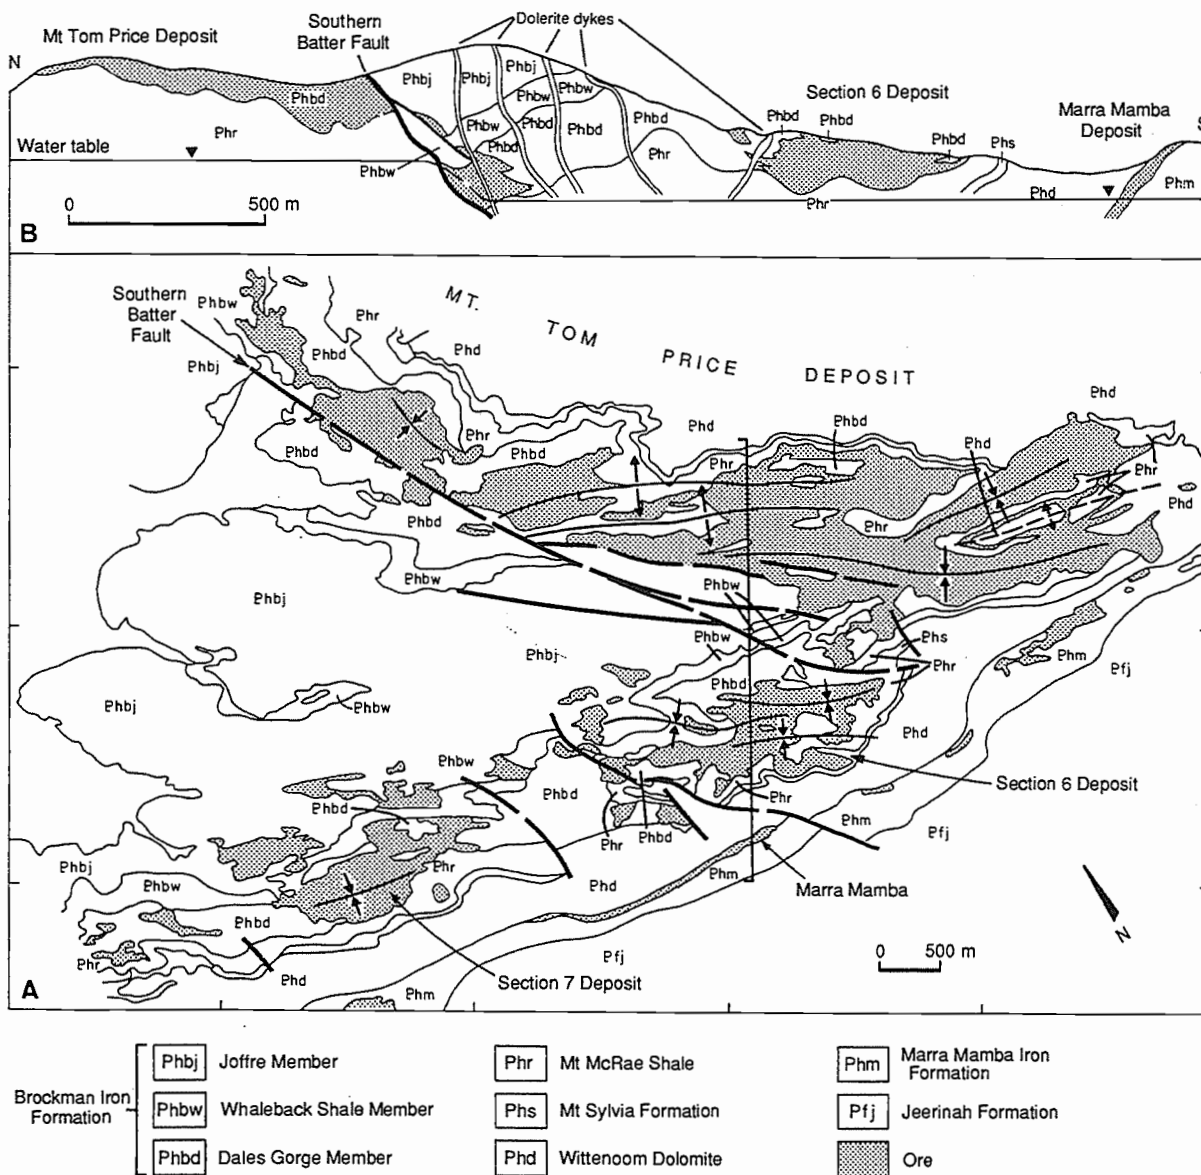 Southern
Batter Fault
Dolerite dykes
Mt Tom Price Deposit
N
Phbj
Phbj
Phbj
Phbd
Phbw
Phbw
Phbd
Section 6 Deposit
Phbd
Phbd
Phbd
Phs
Marra Mamba
Deposit
S
Phr
Phbw
Phbd
Phbd
Phr
Water table
Phbd
Phbw
Phd
Phm
Phr
0 500 m
B
Southern
Batter
Fault
Phbw
Phr
Phbd
Phd
Phbj
MT. TOM PRICE DEPOSIT
Phd
Phbd
Phd
Phd
Phr
Phbd
Phr
Phbd
Phr
Phd
Phr
Phbd
Phbw
Phbw
Phbj
Phbw
Phs
Phbj
Phr
Phm
Pfj
Phbd
Phbj
Phbw
Phd
Section 6 Deposit
Phbw
Phbd
Phbd
Phr
Phm
Pfj
Phbj
Phr
Phr
Phbd
Phbw
Phd
Phm
Marra Mamba
Phbd
N
0 500 m
Phr
Phd
Section 7 Deposit
Pfj
Phm
A
Brockman Iron
Formation
Phbj Joffre Member
Phbw Whaleback Shale Member
Phbd Dales Gorge Member
Phr Mt McRae Shale
Phs Mt Sylvia Formation
Phd Wittenoom Dolomite
Phm Marra Mamba Iron
Formation
Pfj Jeerinah Formation
Ore